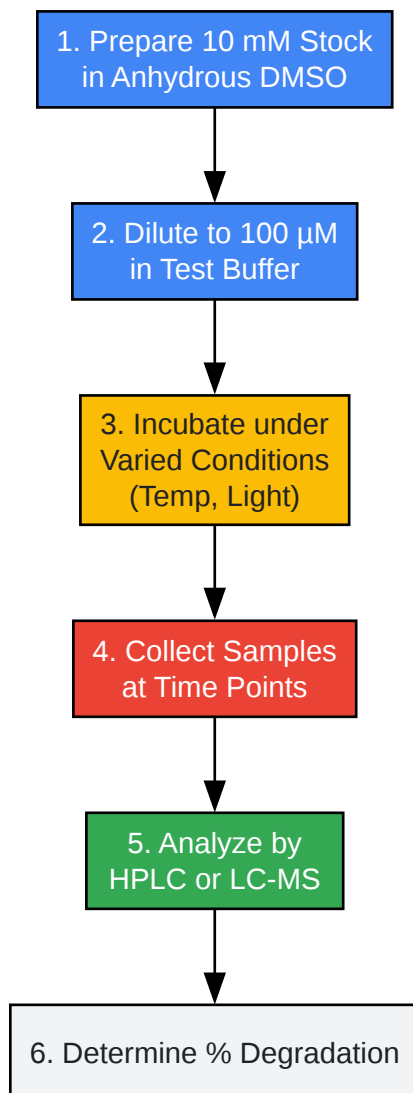 1. Prepare 10 mM Stock
in Anhydrous DMSO
2. Dilute to 100 µM
in Test Buffer
3. Incubate under
Varied Conditions
(Temp, Light)
4. Collect Samples
at Time Points
5. Analyze by
HPLC or LC-MS
6. Determine % Degradation